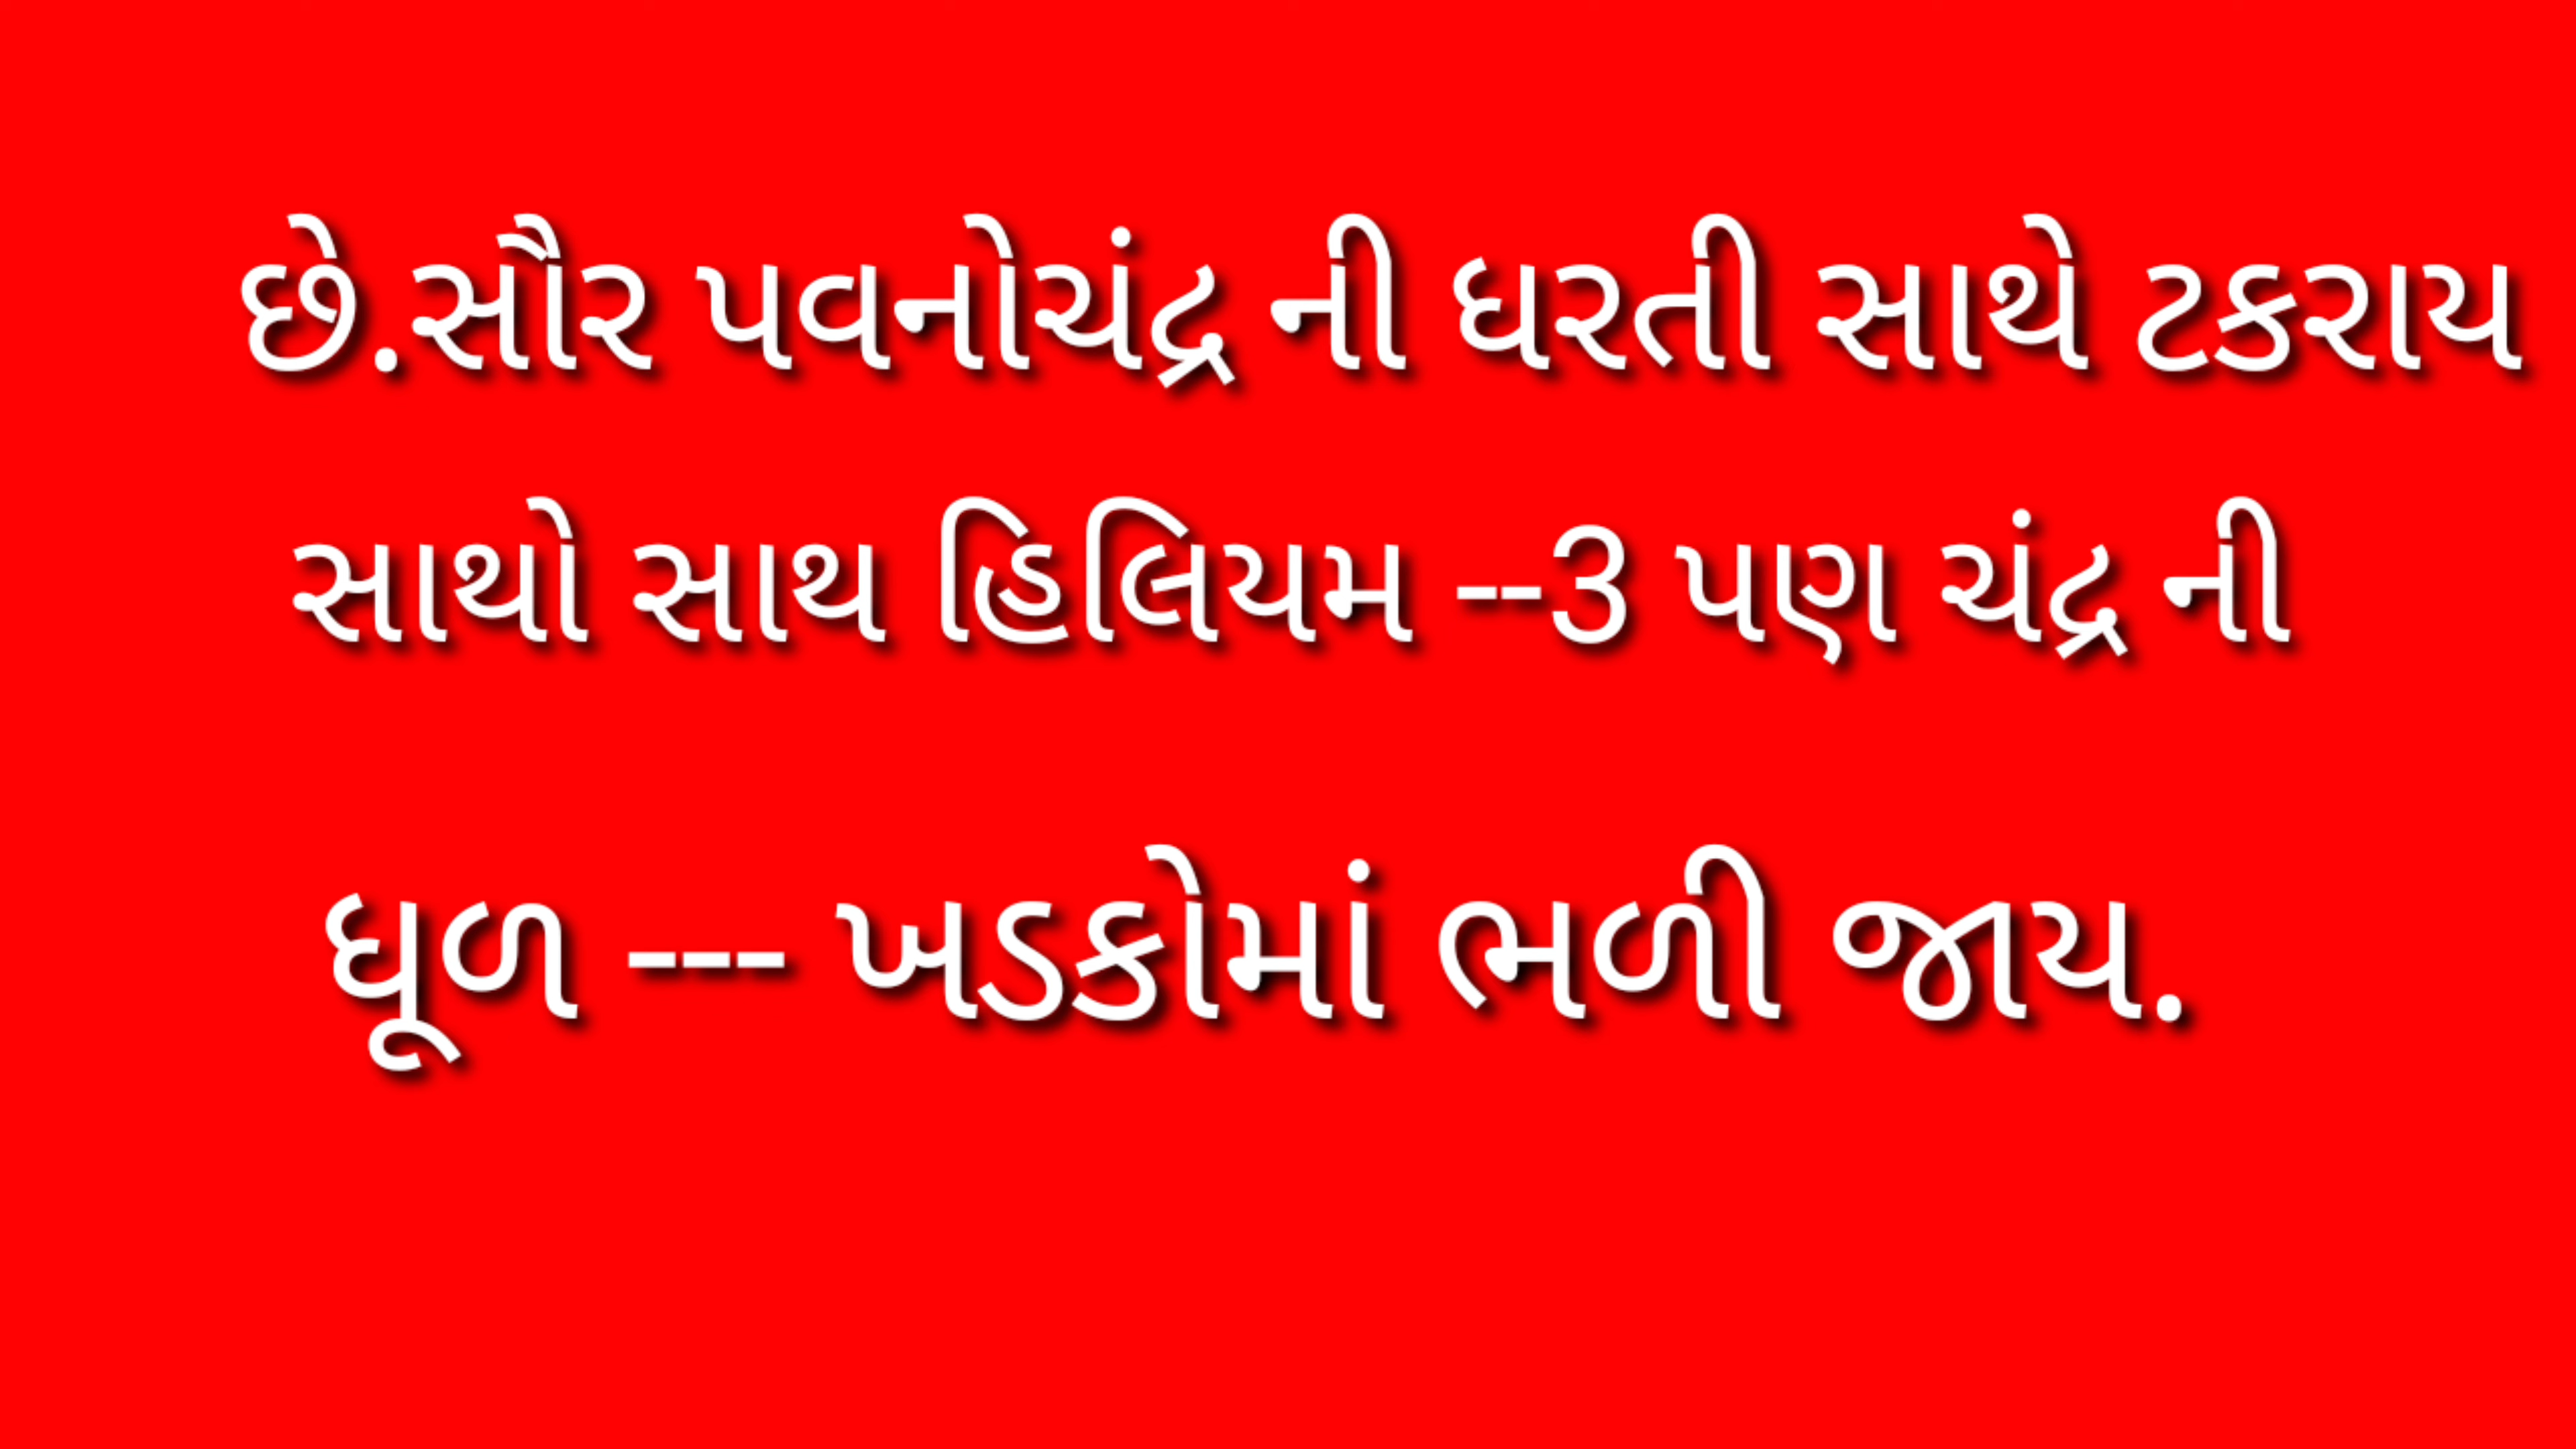 છે.સૌર પવનોચંદ્ર ની ધરતી સાથે ટકરાય
સાથો સાથ હિલિયમ --3 પણ ચંદ્ર ની
ધૂળ --- ખડકોમાં ભળી જાય.